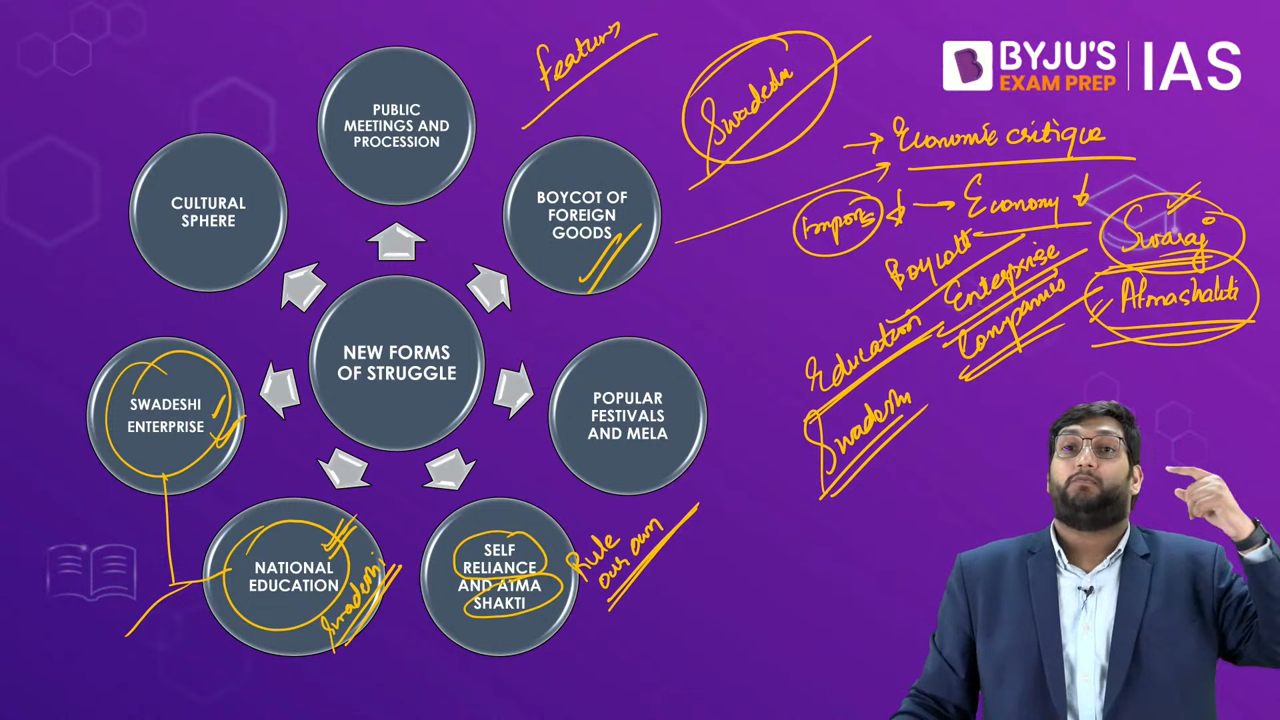 BYJU'S
EXAM PREP
IAS
Features
Swadeshi
→ Economic critique
Imports ↓ → Economy ↓
Swaraj
Atmashakti
Boycott
Enterprise
Companies
Education
Swadeshi
PUBLIC
MEETINGS AND
PROCESSION
CULTURAL
SPHERE
BOYCOT OF
FOREIGN
GOODS
NEW FORMS
OF STRUGGLE
SWADESHI
ENTERPRISE
POPULAR
FESTIVALS
AND MELA
NATIONAL
EDUCATION
Swadeshi
SELF
RELIANCE
AND ATMA
SHAKTI
Rule
our own